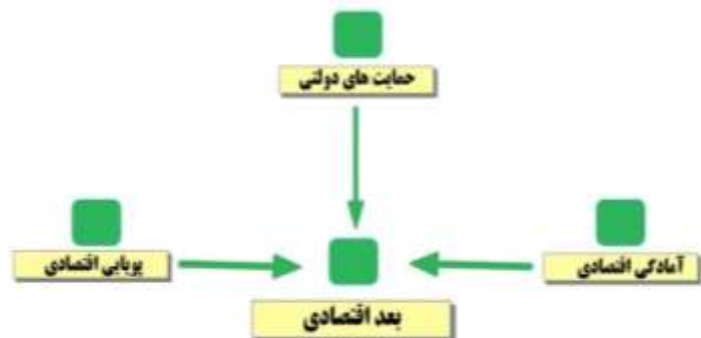 حمایت های دولتی
آمادگی اقتصادی
پویایی اقتصادی
بعد اقتصادی